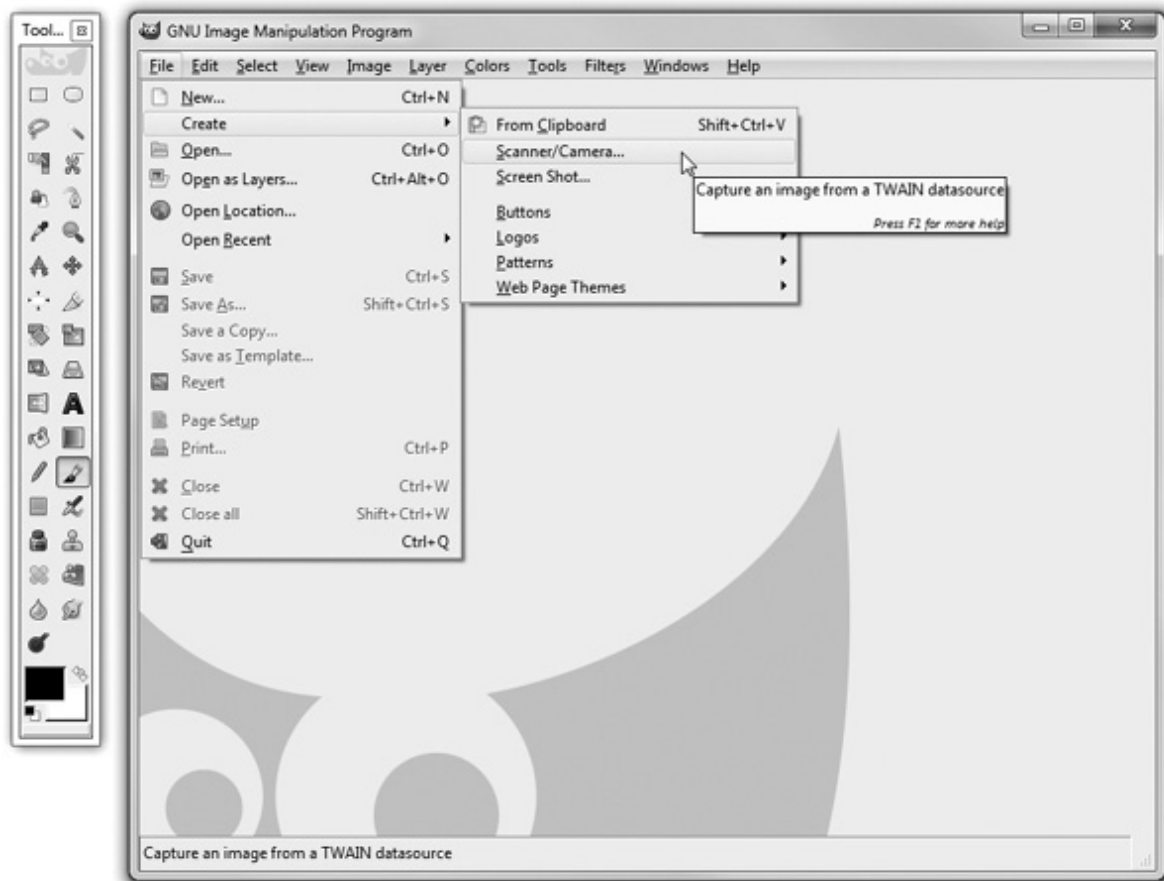 Tool...
GNU Image Manipulation Program
File Edit Select View Image Layer Colors Tools Filters Windows Help
New... Ctrl+N
Create
Open... Ctrl+O
Open as Layers... Ctrl+Alt+O
Open Location...
Open Recent
Save Ctrl+S
Save As... Shift+Ctrl+S
Save a Copy...
Save as Template...
Revert
Page Setup
Print... Ctrl+P
Close Ctrl+W
Close all Shift+Ctrl+W
Quit Ctrl+Q
From Clipboard Shift+Ctrl+V
Scanner/Camera...
Screen Shot...
Buttons
Logos
Patterns
Web Page Themes
Capture an image from a TWAIN datasource
Press F1 for more help
Capture an image from a TWAIN datasource